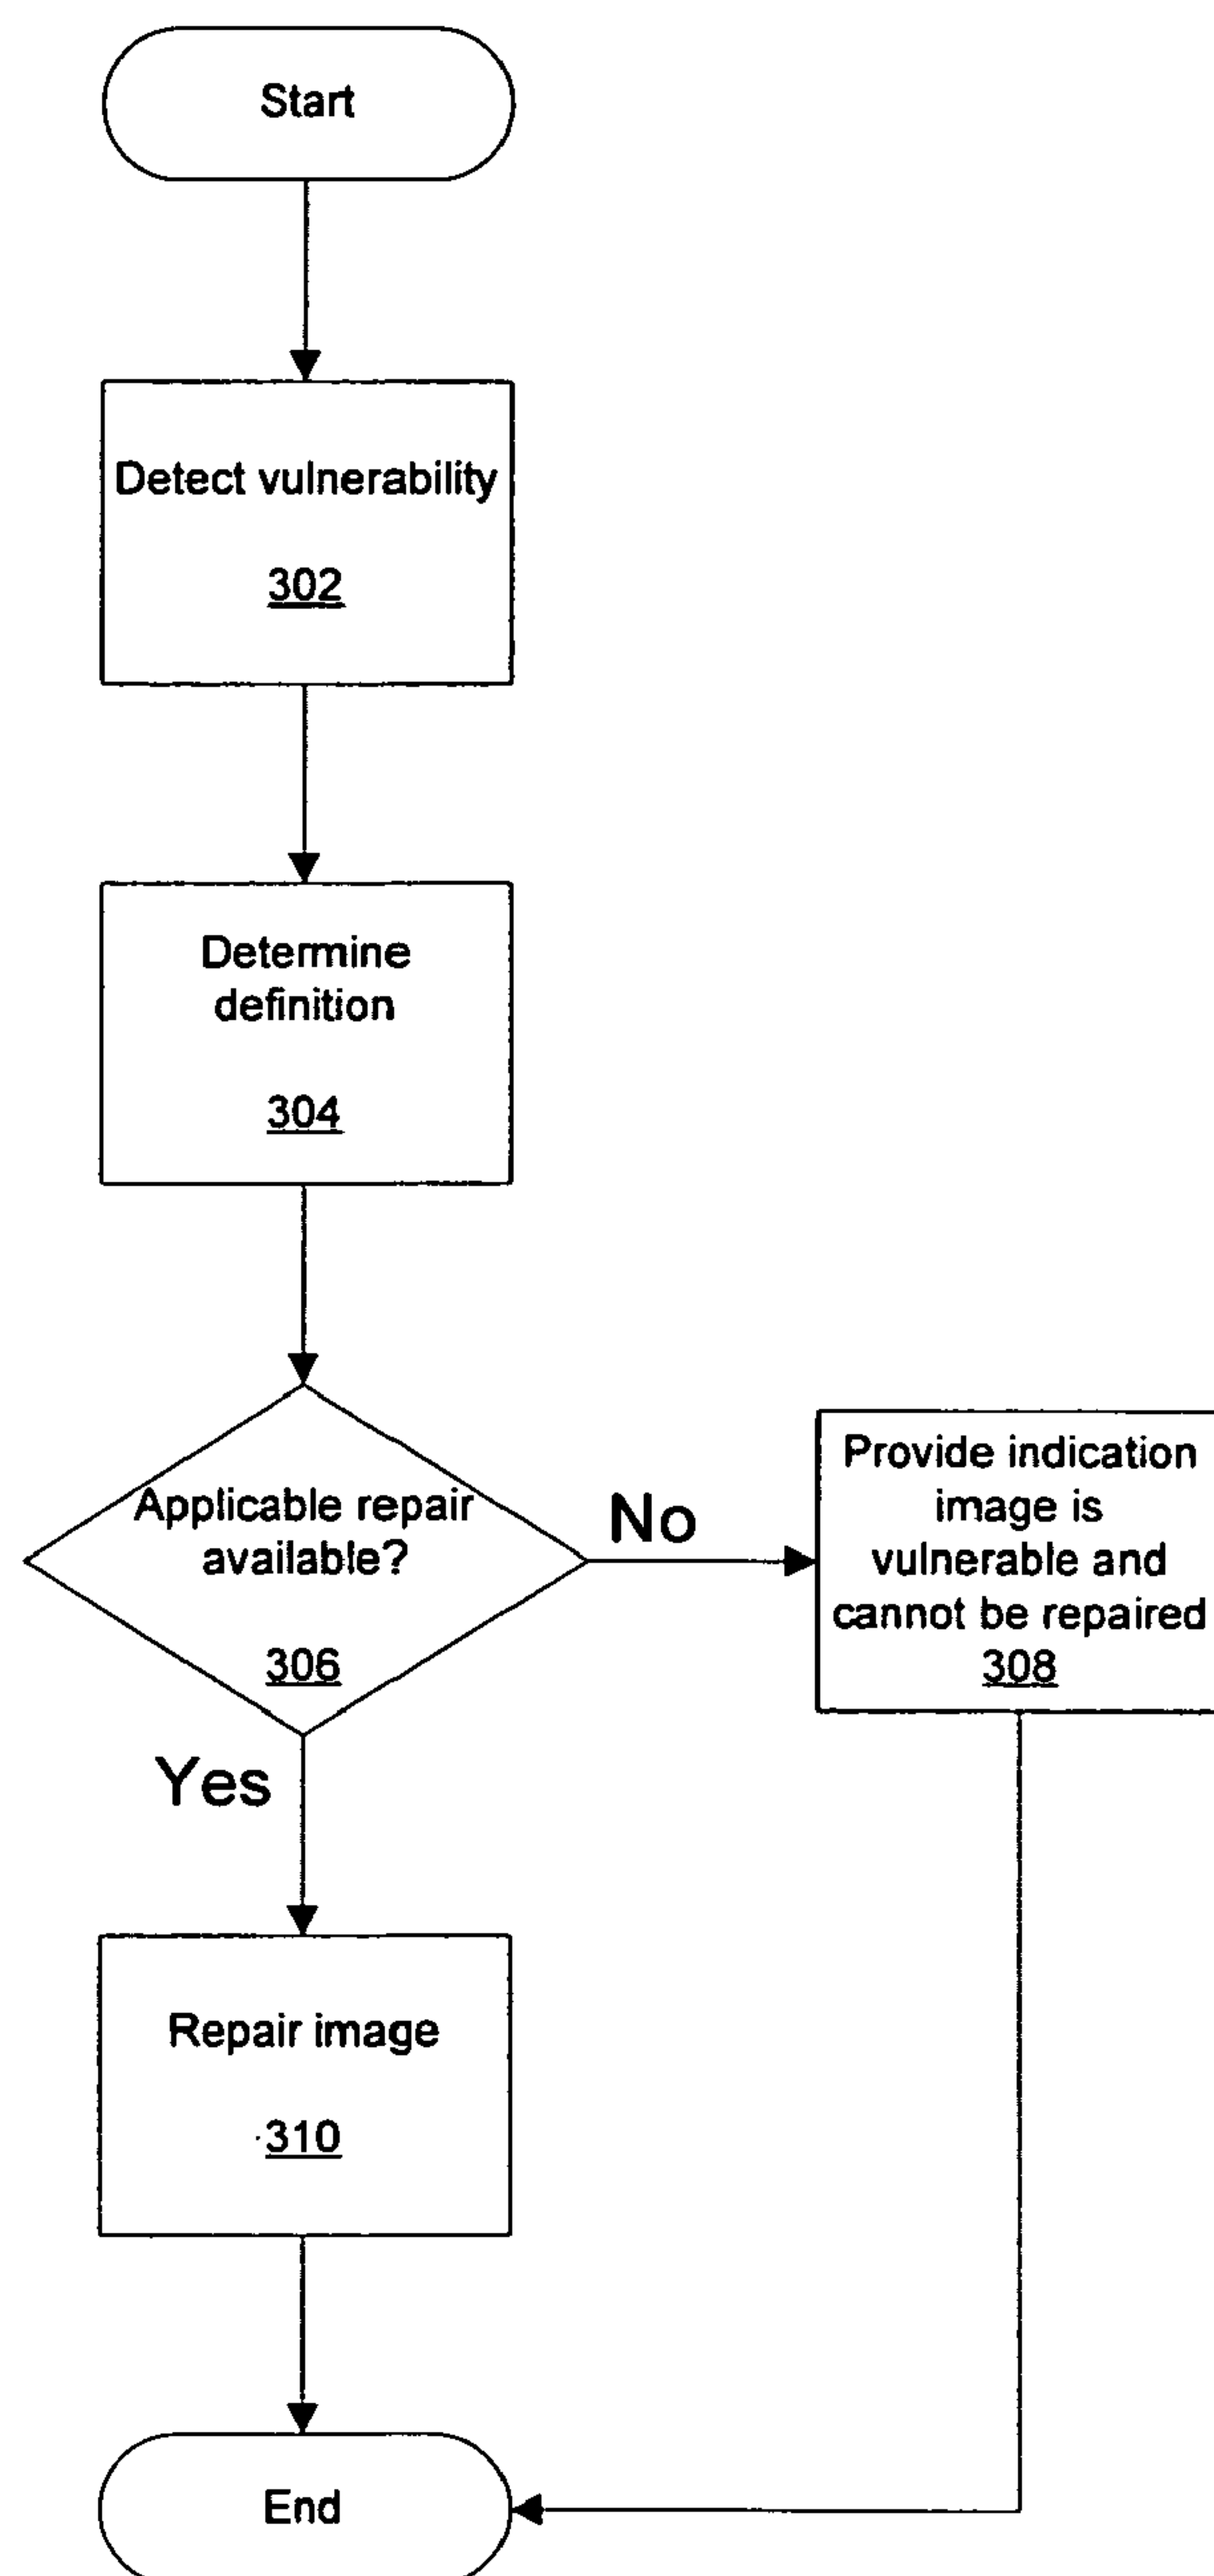 Start
Detect vulnerability
302
Determine
definition
304
Applicable repair
available?
306
No
Provide indication
image is
vulnerable and
cannot be repaired
308
Yes
Repair image
310
End